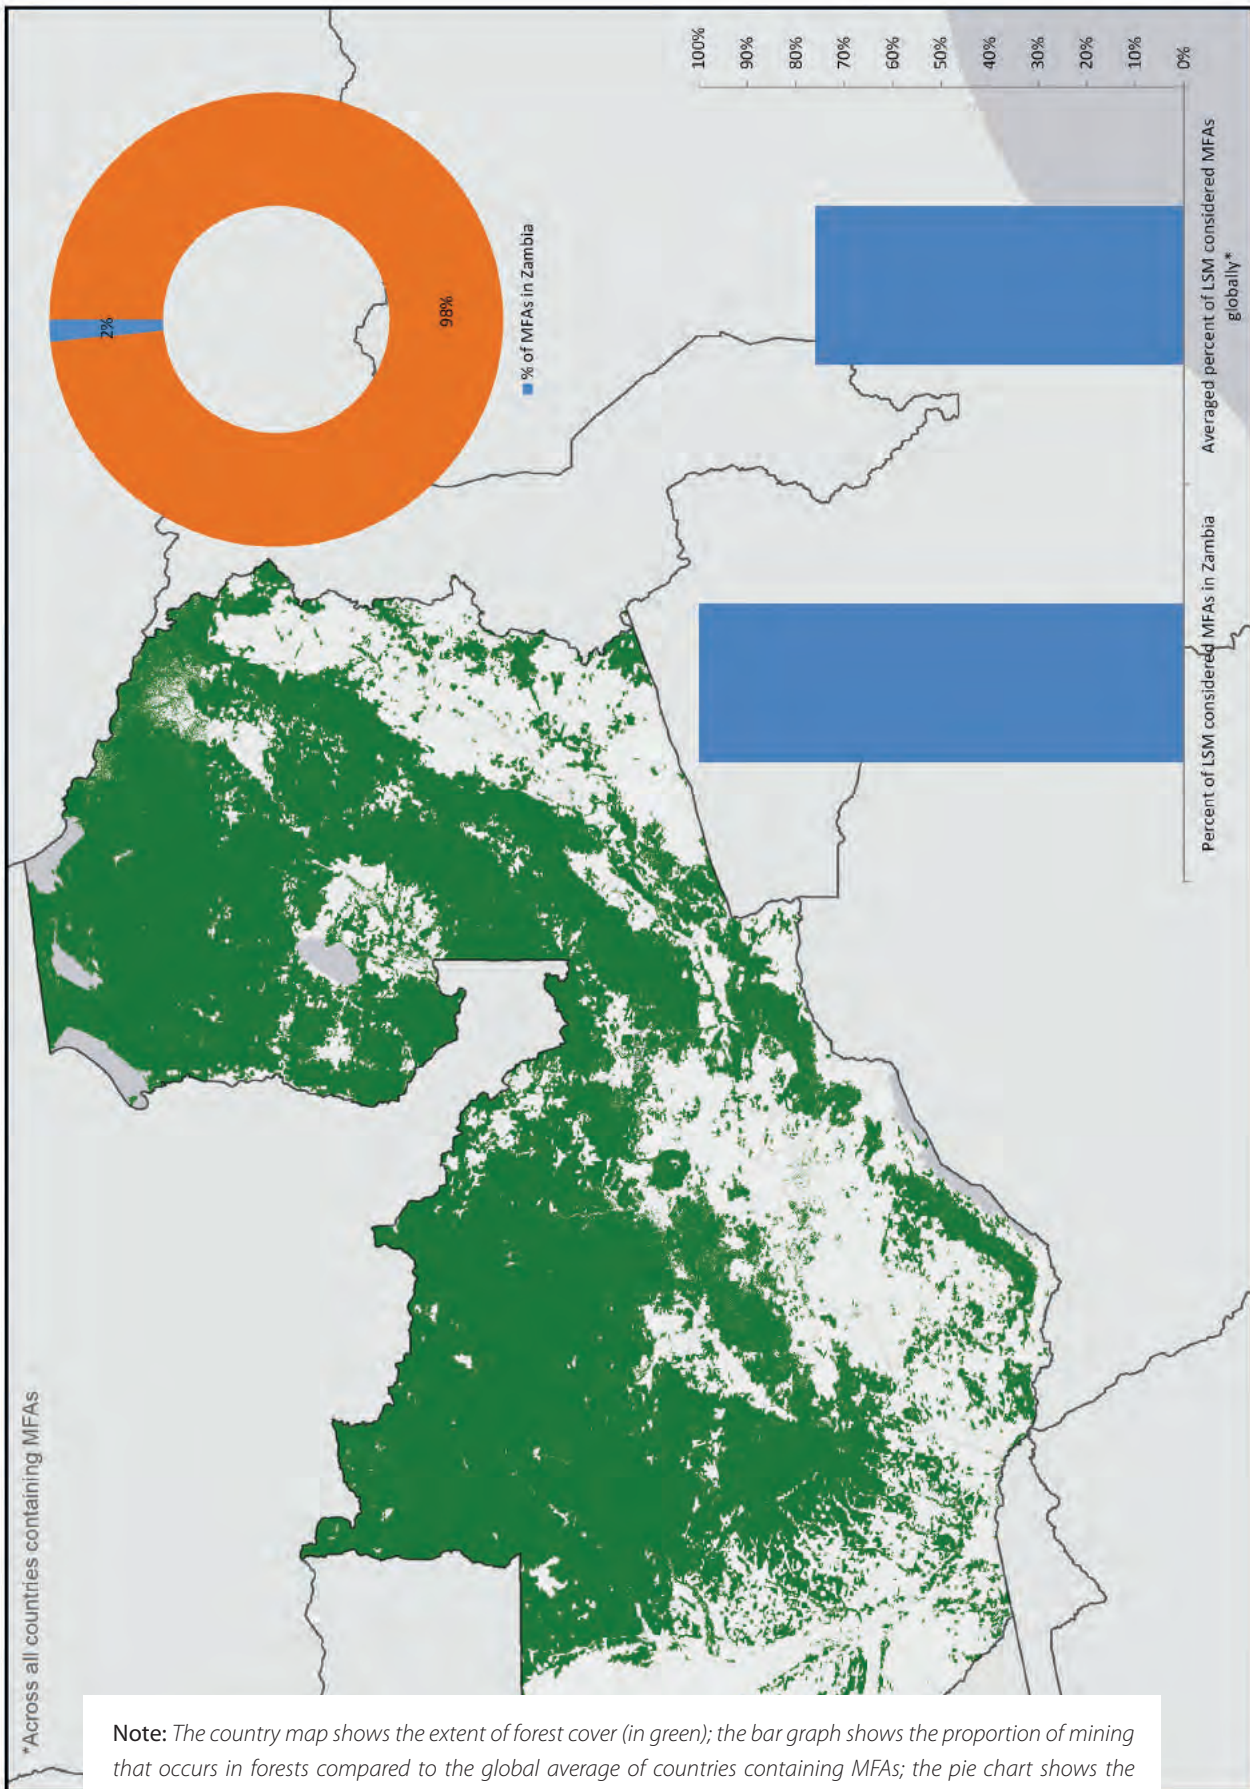 *Across all countries containing MFAs
2%
98%
% of MFAs in Zambia
100%
90%
80%
70%
60%
50%
40%
30%
20%
10%
0%
Percent of LSM considered MFAs in Zambia
Averaged percent of LSM considered MFAs
globally*
Note: The country map shows the extent of forest cover (in green); the bar graph shows the proportion of mining
that occurs in forests compared to the global average of countries containing MFAs; the pie chart shows the